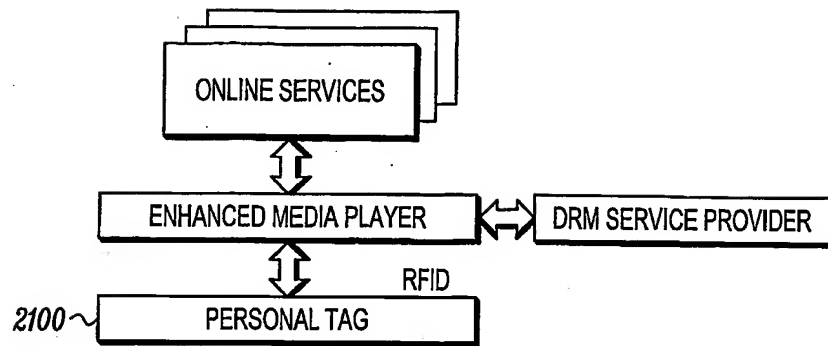 ONLINE SERVICES
ENHANCED MEDIA PLAYER
DRM SERVICE PROVIDER
RFID
2100
PERSONAL TAG